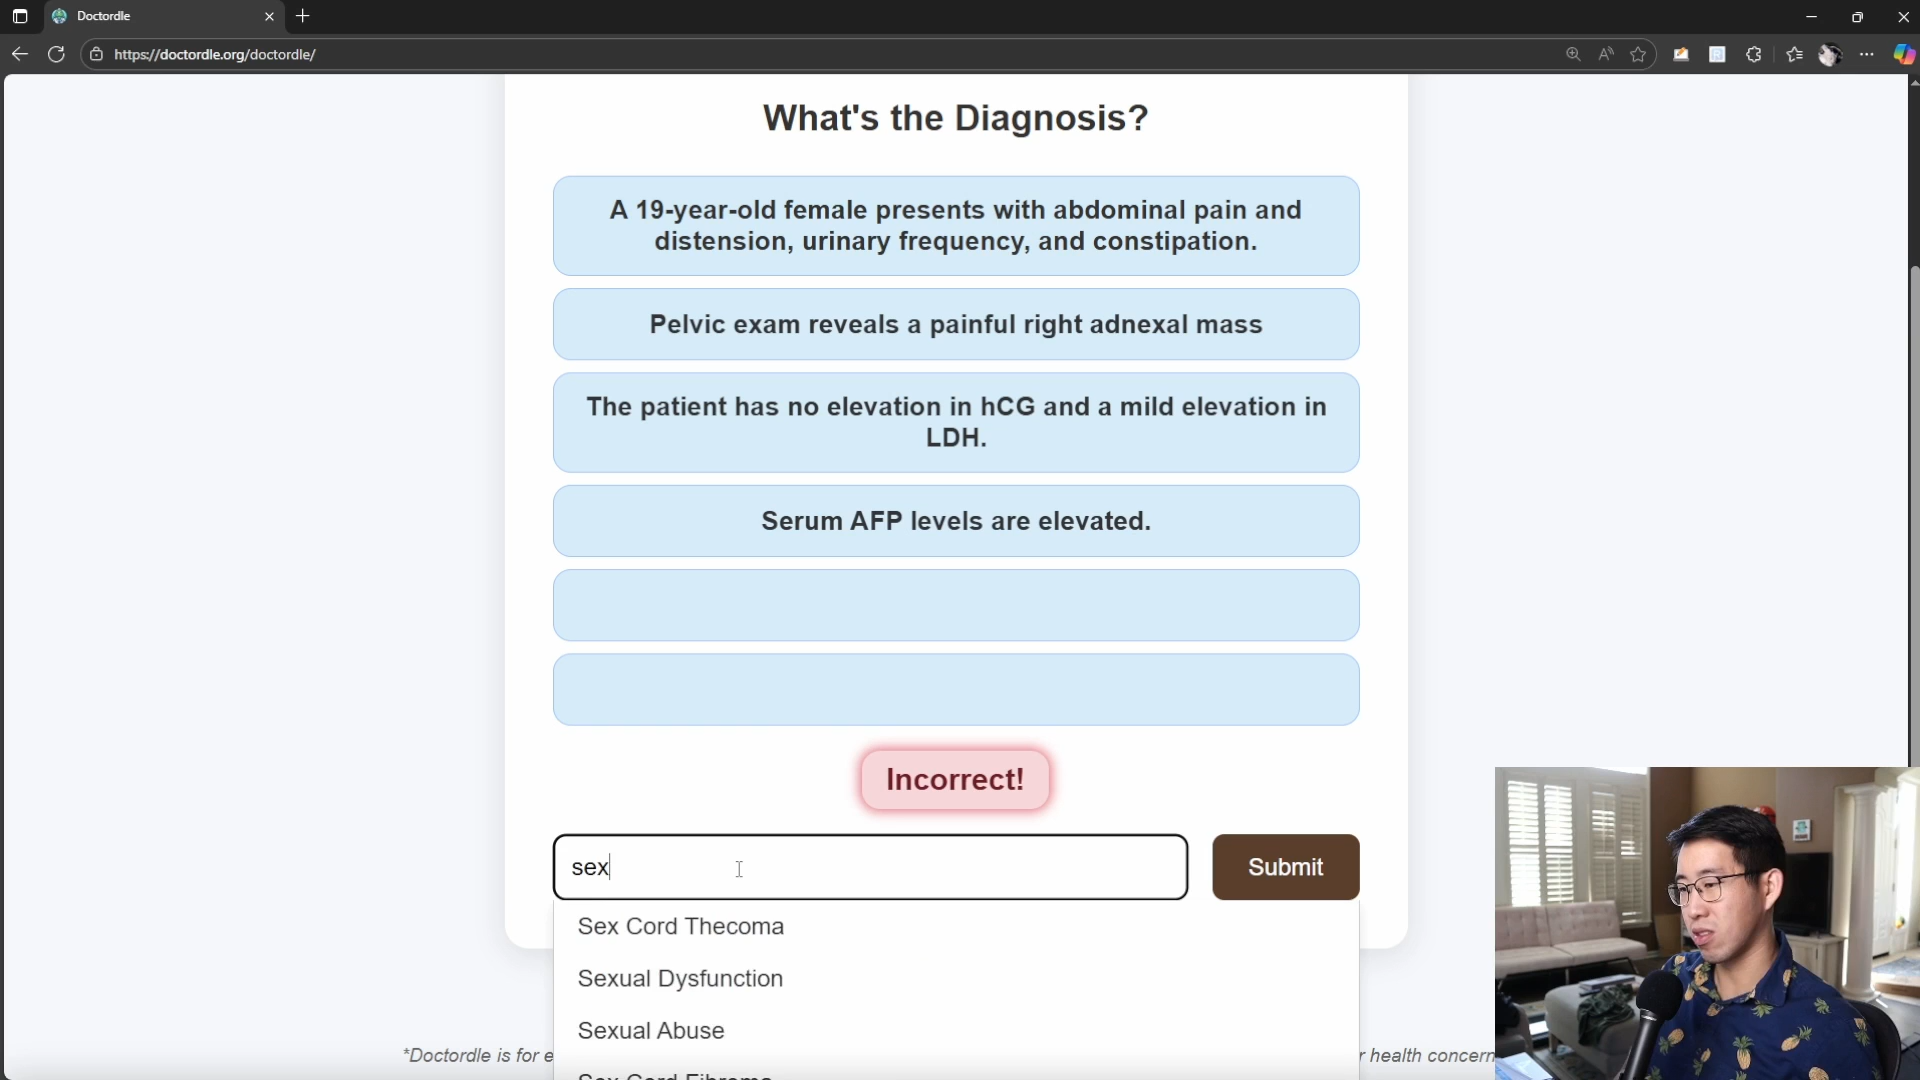 Doctordle
https://doctordle.org/doctordle/
What's the Diagnosis?
A 19-year-old female presents with abdominal pain and
distension, urinary frequency, and constipation.
Pelvic exam reveals a painful right adnexal mass
The patient has no elevation in hCG and a mild elevation in
LDH.
Serum AFP levels are elevated.
Incorrect!
sex
Submit
Sex Cord Thecoma
Sexual Dysfunction
Sexual Abuse
*Doctordle is for
health concern
Sex Cord Fibroma